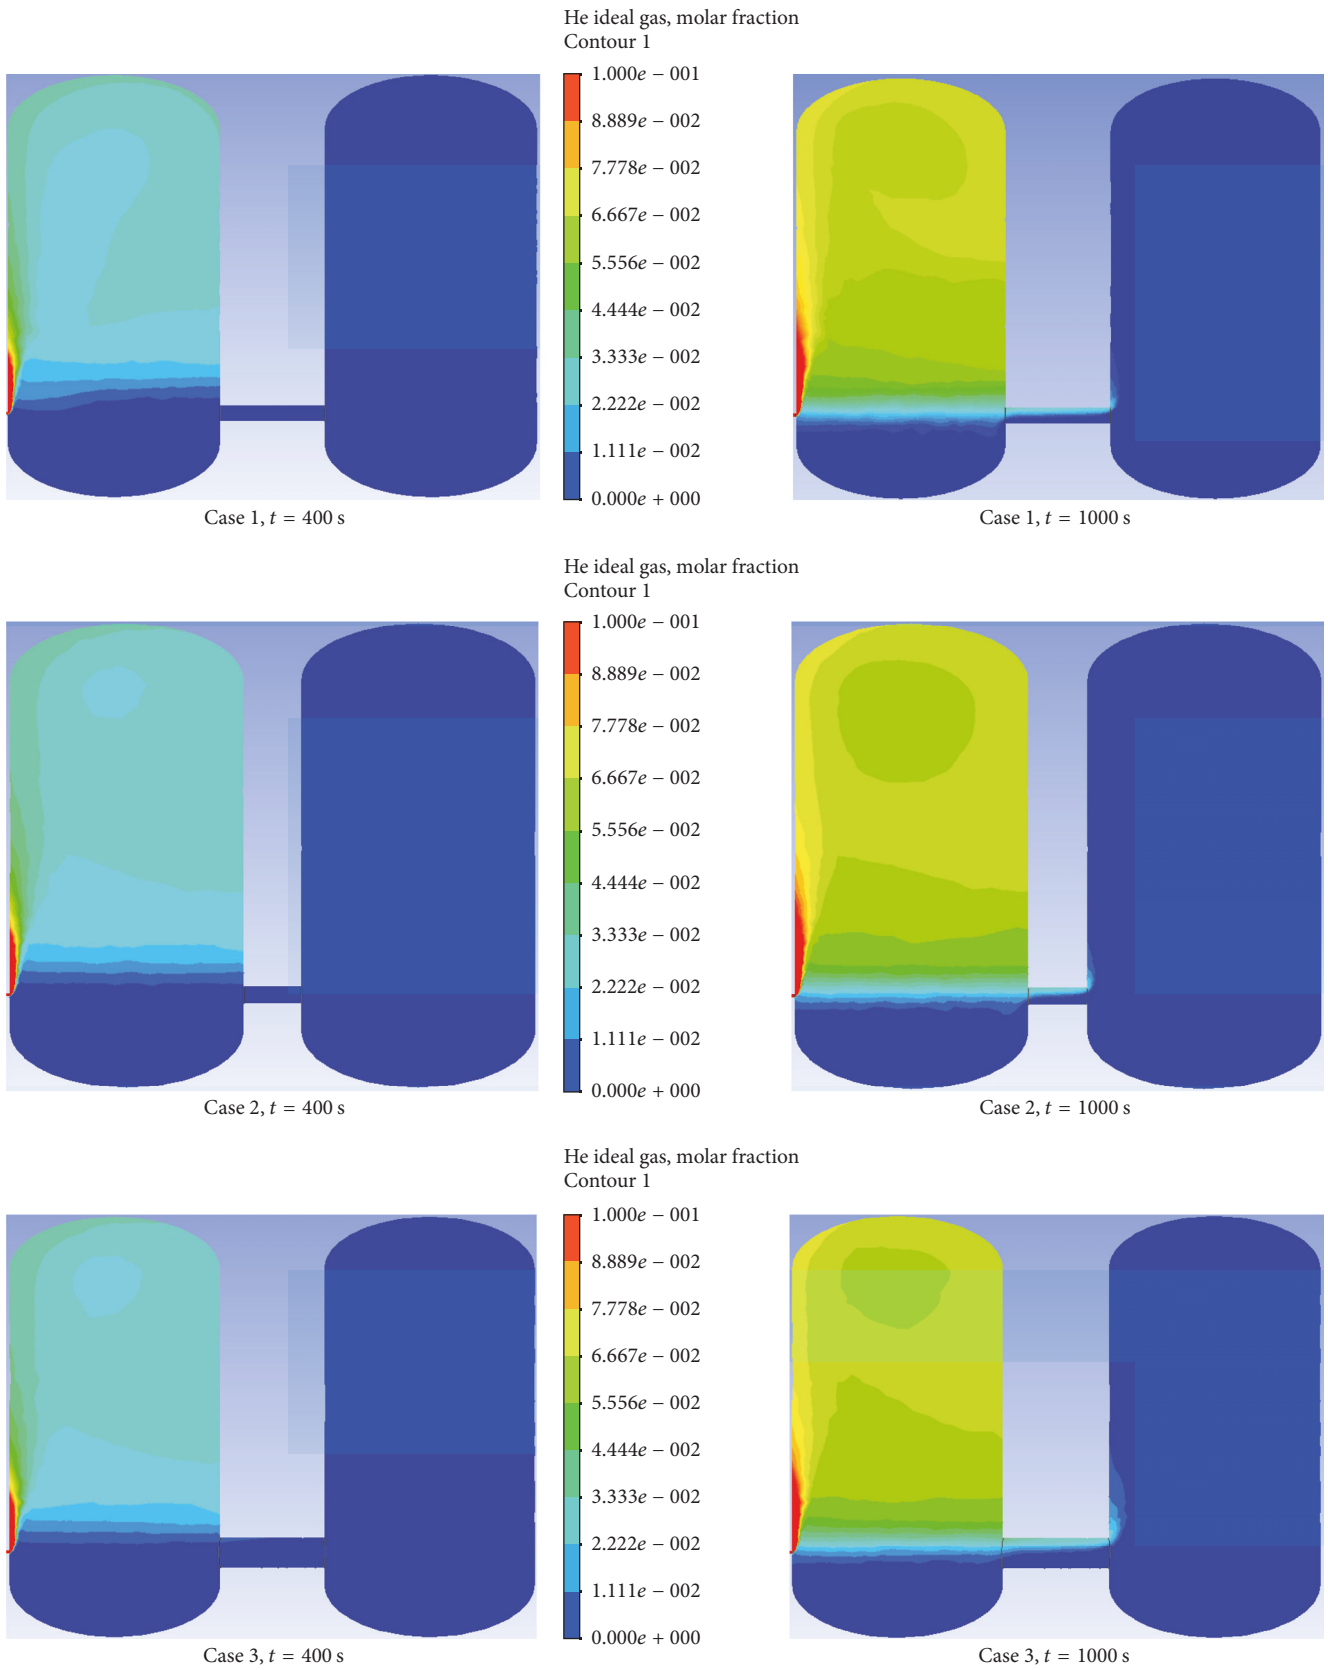 He ideal gas, molar fraction
Contour 1
1.000e − 001
8.889e − 002
7.778e − 002
6.667e − 002
5.556e − 002
4.444e − 002
3.333e − 002
2.222e − 002
1.111e − 002
0.000e + 000
Case 1, t = 400 s
Case 1, t = 1000 s
He ideal gas, molar fraction
Contour 1
1.000e − 001
8.889e − 002
7.778e − 002
6.667e − 002
5.556e − 002
4.444e − 002
3.333e − 002
2.222e − 002
1.111e − 002
0.000e + 000
Case 2, t = 400 s
Case 2, t = 1000 s
He ideal gas, molar fraction
Contour 1
1.000e − 001
8.889e − 002
7.778e − 002
6.667e − 002
5.556e − 002
4.444e − 002
3.333e − 002
2.222e − 002
1.111e − 002
0.000e + 000
Case 3, t = 400 s
Case 3, t = 1000 s